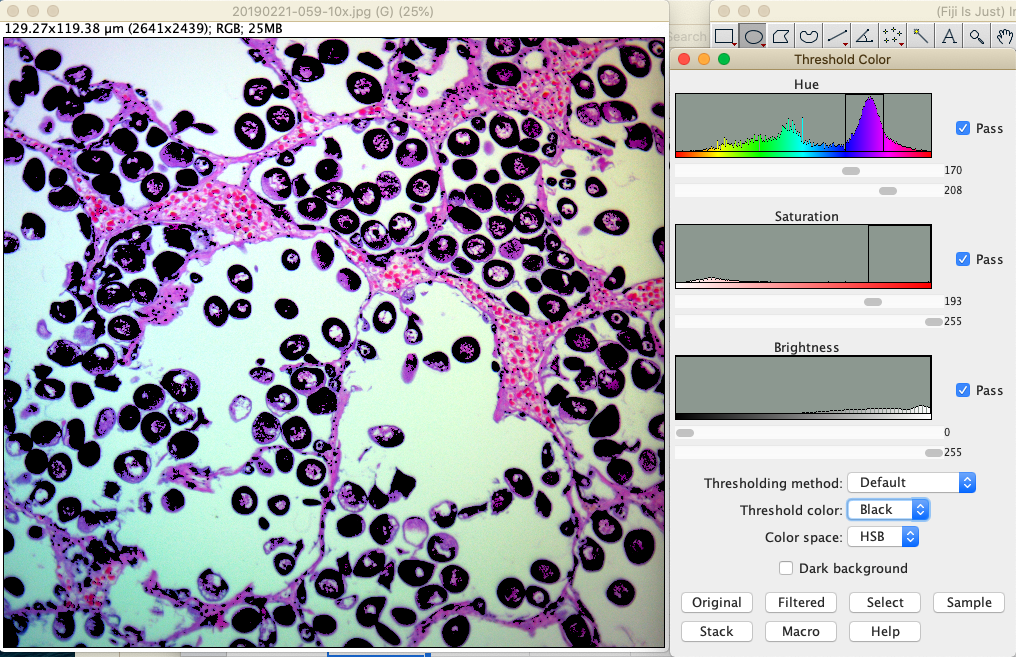 20190221-059-10x.jpg (G) (25%)
(Fiji Is Just) I
129.27x119.38 µm (2641x2439); RGB; 25MB
Search
Threshold Color
Hue
Pass
170
208
Saturation
Pass
193
255
Brightness
Pass
0
255
Thresholding method: Default
Threshold color: Black
Color space: HSB
Dark background
Original Filtered Select Sample
Stack Macro Help